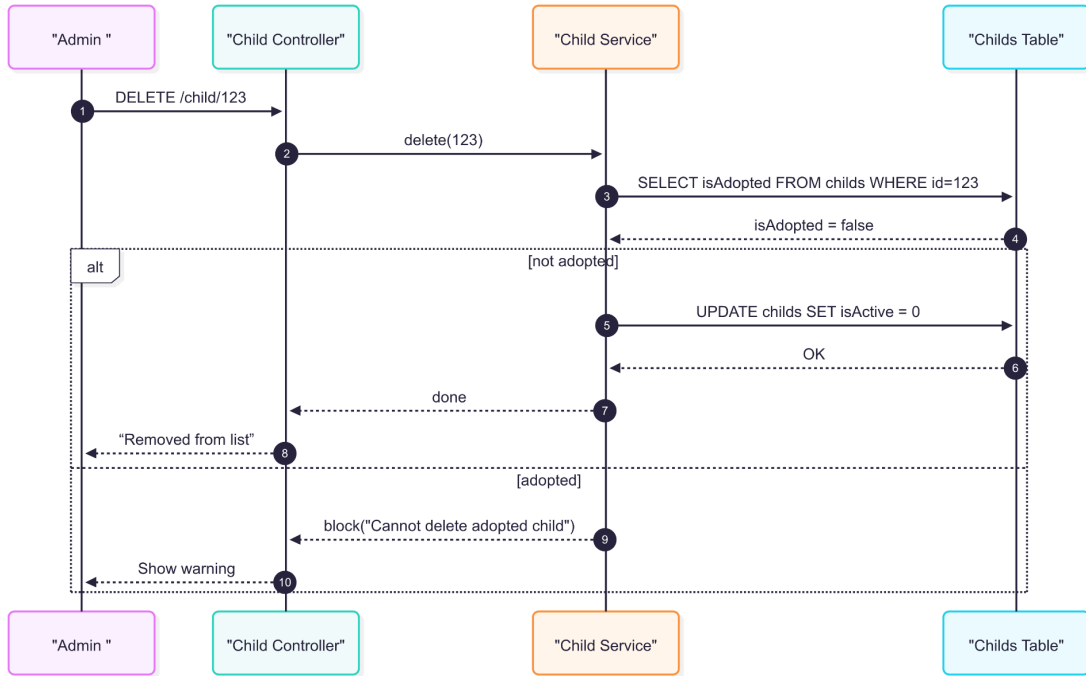 "Admin "
"Child Controller"
"Child Service"
"Childs Table"
1
DELETE /child/123
2
delete(123)
3
SELECT isAdopted FROM childs WHERE id=123
4
isAdopted = false
alt
[not adopted]
5
UPDATE childs SET isActive = 0
6
OK
7
done
8
“Removed from list”
[adopted]
9
block("Cannot delete adopted child")
10
Show warning
"Admin "
"Child Controller"
"Child Service"
"Childs Table"